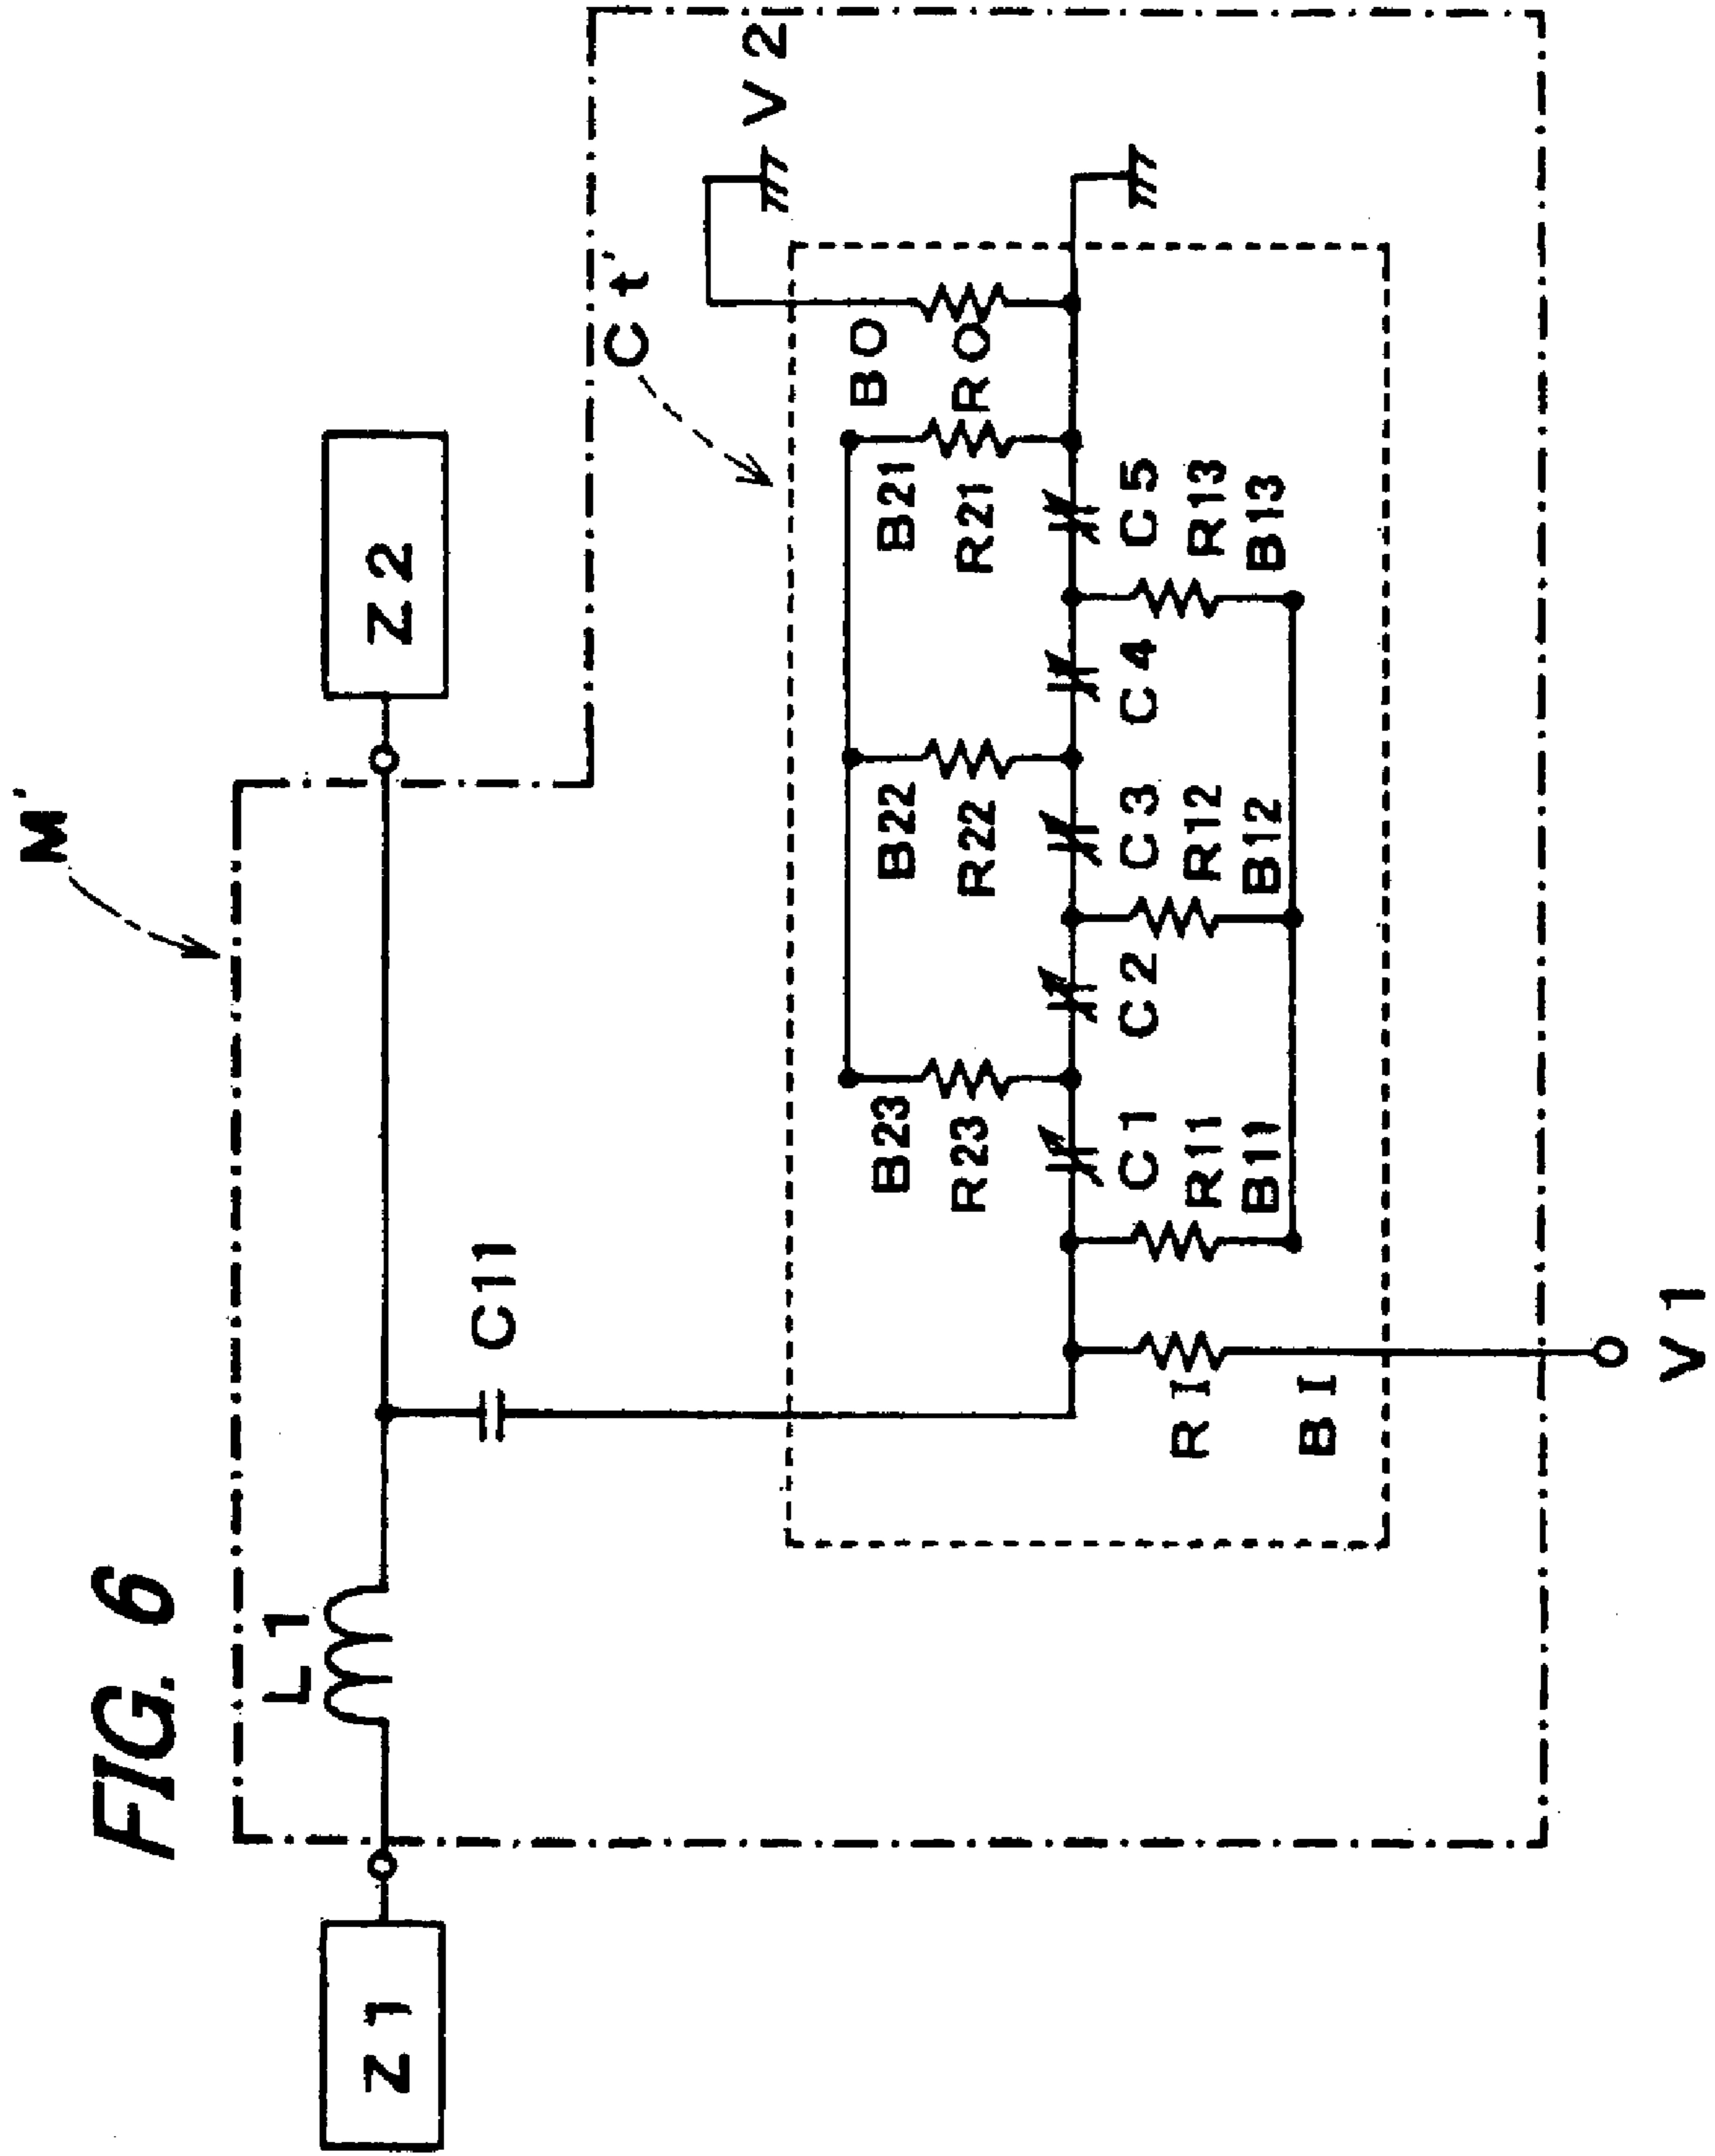 FIG. 6
M'
L1
Z1
Z2
C11
Ct'
V2
B23
B22
B21
BO
R23
R22
R21
RO
C1
C2
C3
C4
C5
RI
R11
R12
R13
BI
B11
B12
B13
V1